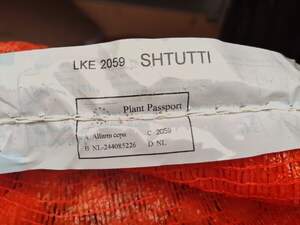 LKE 2059 SHTUTTI
Plant Passport
A. Allium cepa C. 2059
B. NL-244085226 D. NL